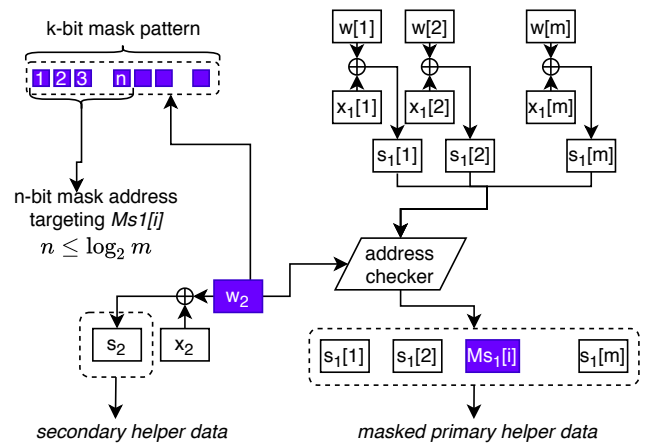 k-bit mask pattern
1 2 3 n
n-bit mask address
targeting Ms1[i]
n ≤ log₂ m
w[1] w[2] w[m]
x₁[1] x₁[2] x₁[m]
s₁[1] s₁[2] s₁[m]
address
checker
w₂
s₂ x₂
s₁[1] s₁[2] Ms₁[i] s₁[m]
secondary helper data
masked primary helper data